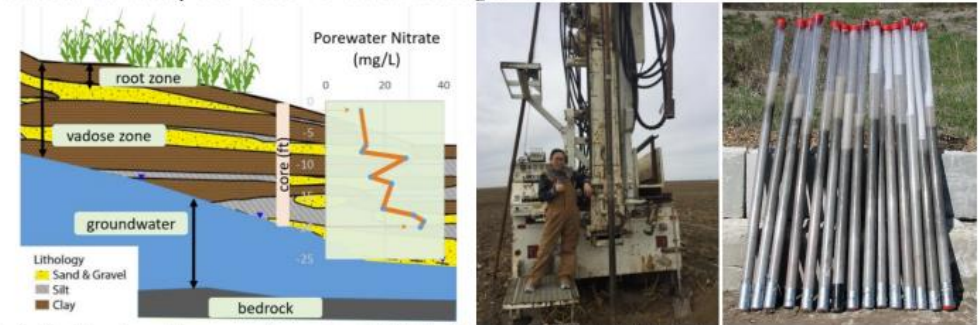 Porewater Nitrate
(mg/L)
0 20 40
root zone
0
-5
vadose zone
-10
core (ft)
groundwater
-25
Lithology
Sand & Gravel
Silt
Clay
bedrock